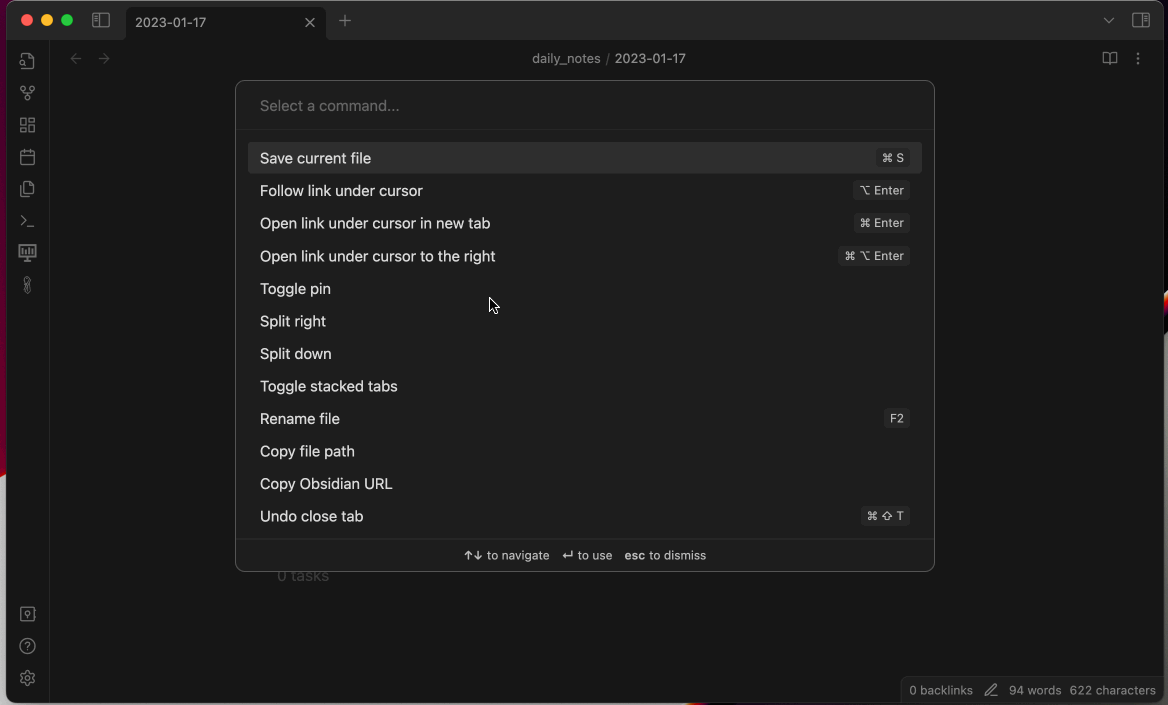 2023-01-17
daily_notes / 2023-01-17
Select a command...
Save current file ⌘ S
Follow link under cursor ⌥ Enter
Open link under cursor in new tab ⌘ Enter
Open link under cursor to the right ⌘ ⌥ Enter
Toggle pin
Split right
Split down
Toggle stacked tabs
Rename file F2
Copy file path
Copy Obsidian URL
Undo close tab ⌘ ⇧ T
↑↓ to navigate ↵ to use esc to dismiss
0 tasks
0 backlinks 94 words 622 characters